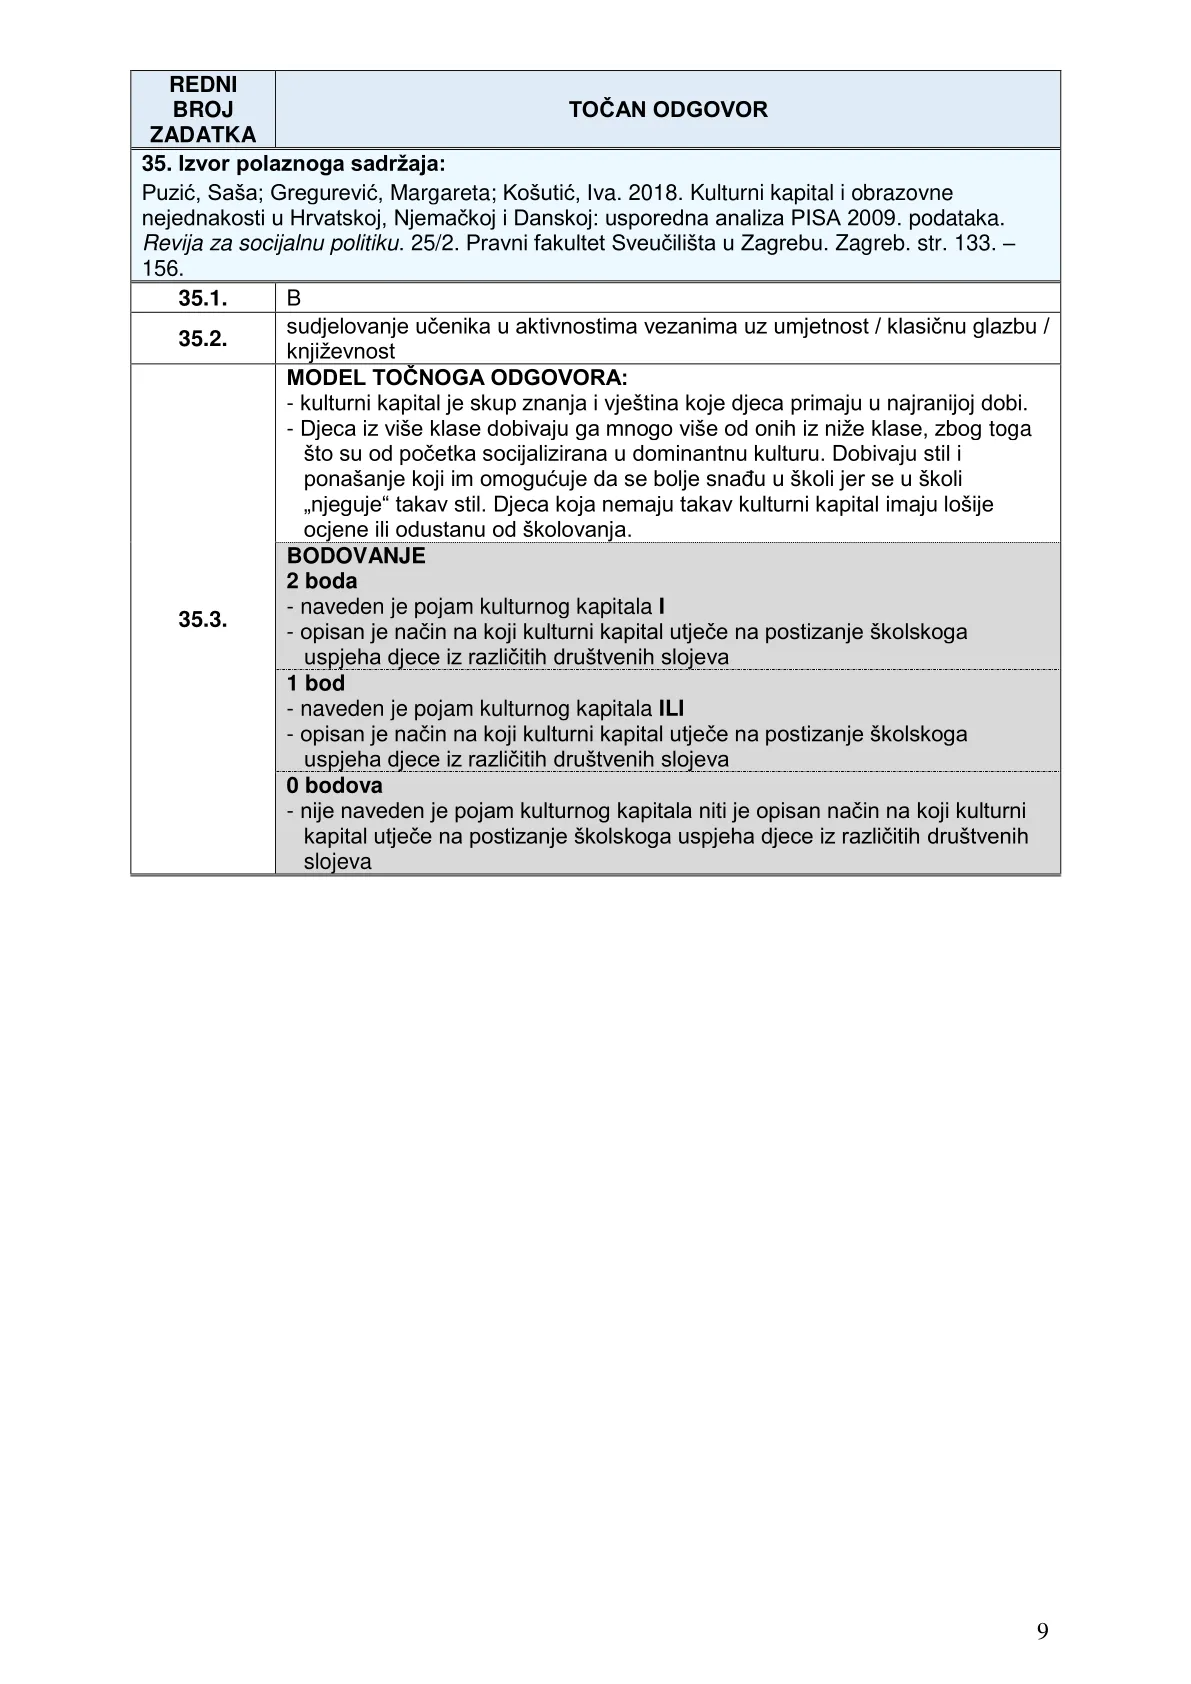 REDNI
BROJ
ZADATKA
TOČAN ODGOVOR
35. Izvor polaznoga sadržaja:
Puzić, Saša; Gregurević, Margareta; Košutić, Iva. 2018. Kulturni kapital i obrazovne
nejednakosti u Hrvatskoj, Njemačkoj i Danskoj: usporedna analiza PISA 2009. podataka.
Revija za socijalnu politiku. 25/2. Pravni fakultet Sveučilišta u Zagrebu. Zagreb. str. 133. –
156.
35.1.
B
35.2.
sudjelovanje učenika u aktivnostima vezanima uz umjetnost / klasičnu glazbu /
književnost
35.3.
MODEL TOČNOGA ODGOVORA:
- kulturni kapital je skup znanja i vještina koje djeca primaju u najranijoj dobi.
- Djeca iz više klase dobivaju ga mnogo više od onih iz niže klase, zbog toga
što su od početka socijalizirana u dominantnu kulturu. Dobivaju stil i
ponašanje koji im omogućuje da se bolje snađu u školi jer se u školi
„njeguje“ takav stil. Djeca koja nemaju takav kulturni kapital imaju lošije
ocjene ili odustanu od školovanja.
BODOVANJE
2 boda
- naveden je pojam kulturnog kapitala I
- opisan je način na koji kulturni kapital utječe na postizanje školskoga
uspjeha djece iz različitih društvenih slojeva
1 bod
- naveden je pojam kulturnog kapitala ILI
- opisan je način na koji kulturni kapital utječe na postizanje školskoga
uspjeha djece iz različitih društvenih slojeva
0 bodova
- nije naveden je pojam kulturnog kapitala niti je opisan način na koji kulturni
kapital utječe na postizanje školskoga uspjeha djece iz različitih društvenih
slojeva
9